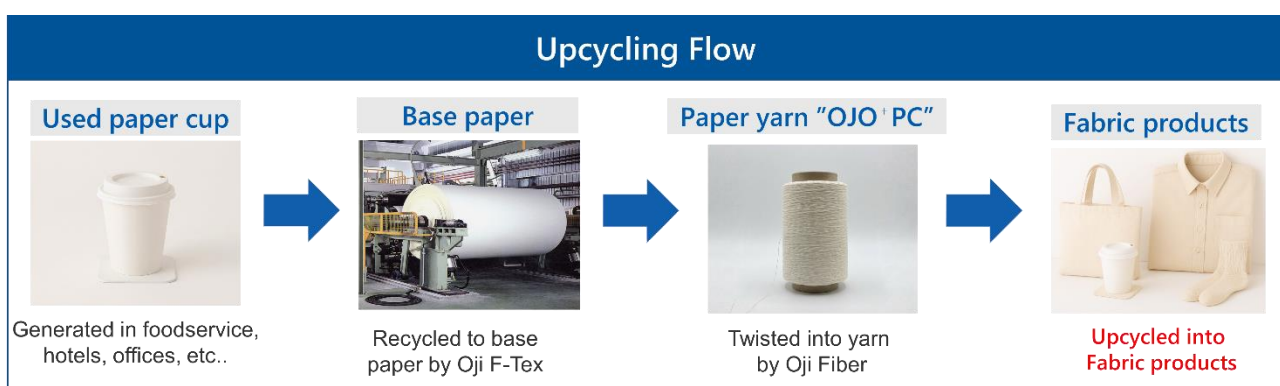 Upcycling Flow
Used paper cup
Base paper
Paper yarn "OJO⁺PC"
Fabric products
Generated in foodservice,
hotels, offices, etc..
Recycled to base
paper by Oji F-Tex
Twisted into yarn
by Oji Fiber
Upcycled into
Fabric products